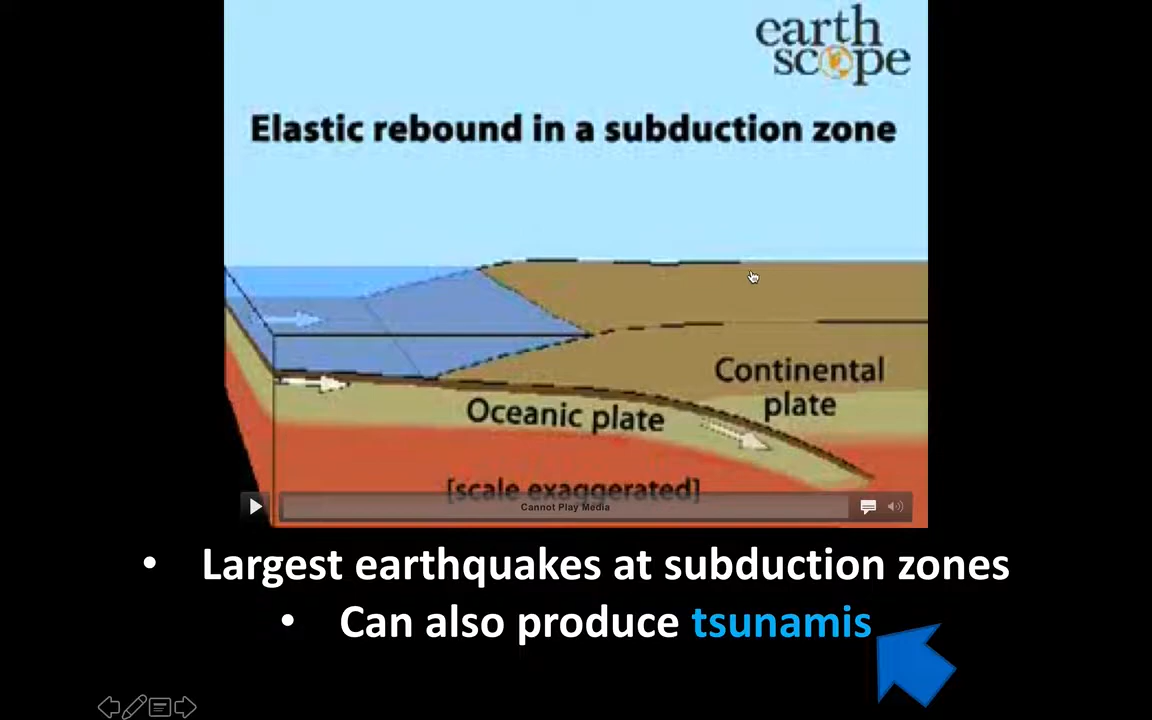 earth
scope
Elastic rebound in a subduction zone
Continental
plate
Oceanic plate
[scale exaggerated]
Cannot Play Media
• Largest earthquakes at subduction zones
• Can also produce tsunamis